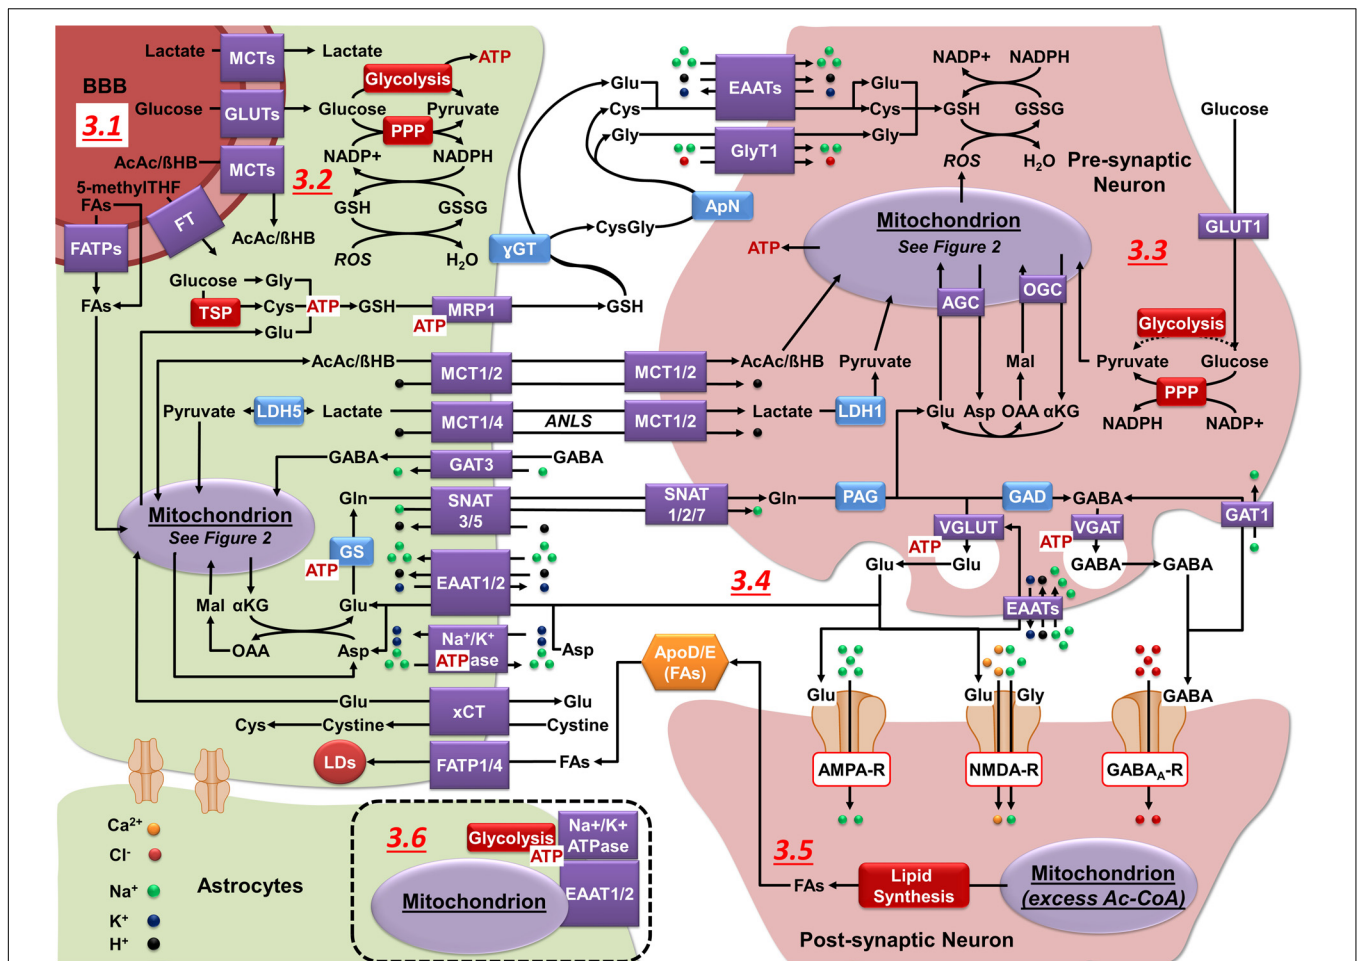 Lactate
MCTs
Lactate
BBB
3.1
Glucose
GLUTs
AcAc/ßHB
MCTs
3.2
5-methylTHF
FAs
FT
FATPs
AcAc/ßHB
FAs
ATP
Glycolysis
Glucose
Pyruvate
PPP
NADP+
NADPH
GSH
GSSG
ROS
H2O
Glucose
Gly
TSP
Cys
ATP
GSH
MRP1
ATP
Glu
GSH
ɣGT
CysGly
ApN
Glu
Cys
Gly
EAATs
GlyT1
Glu
Cys
Gly
GSH
NADP+
NADPH
GSSG
ROS
H2O
Pre-synaptic
Neuron
Glucose
GLUT1
3.3
Mitochondrion
See Figure 2
ATP
AGC
OGC
Glycolysis
Pyruvate
Glucose
PPP
NADPH
NADP+
AcAc/ßHB
MCT1/2
MCT1/2
AcAc/ßHB
Pyruvate
Mal
Pyruvate
LDH5
Lactate
MCT1/4
ANLS
MCT1/2
Lactate
LDH1
Glu
Asp
OAA
αKG
GABA
GAT3
GABA
Gln
SNAT
3/5
SNAT
1/2/7
Gln
PAG
GAD
GABA
GAT1
Mitochondrion
See Figure 2
GS
ATP
EAAT1/2
VGLUT
ATP
Glu
Glu
VGAT
ATP
GABA
GABA
3.4
EAATs
Mal
αKG
Glu
OAA
Asp
Na+/K+
ATPase
Asp
ApoD/E
(FAs)
Glu
xCT
Glu
Cys
Cystine
Cystine
LDs
FATP1/4
FAs
Glu
Glu
Gly
GABA
AMPA-R
NMDA-R
GABAA-R
Ca2+
Cl-
Na+
K+
H+
Astrocytes
3.6
Glycolysis
ATP
Na+/K+
ATPase
EAAT1/2
Mitochondrion
3.5
FAs
Lipid
Synthesis
Mitochondrion
(excess Ac-CoA)
Post-synaptic Neuron